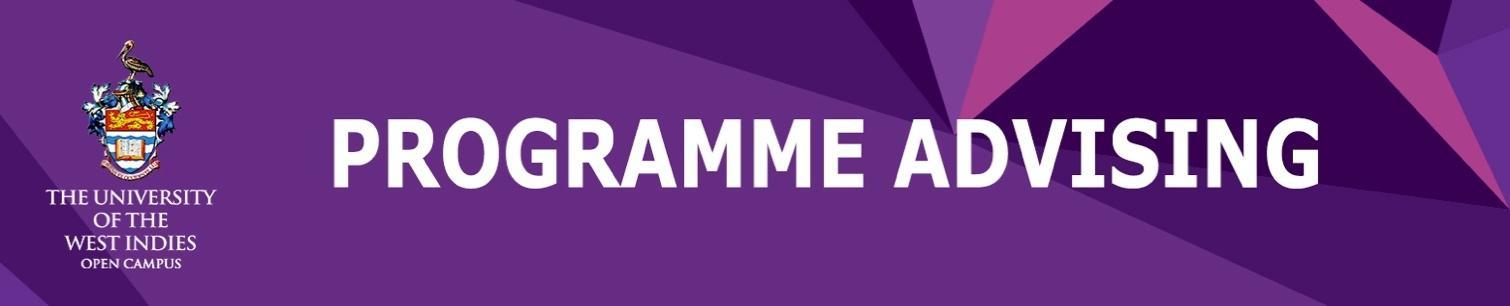 THE UNIVERSITY
OF THE
WEST INDIES
OPEN CAMPUS
PROGRAMME ADVISING